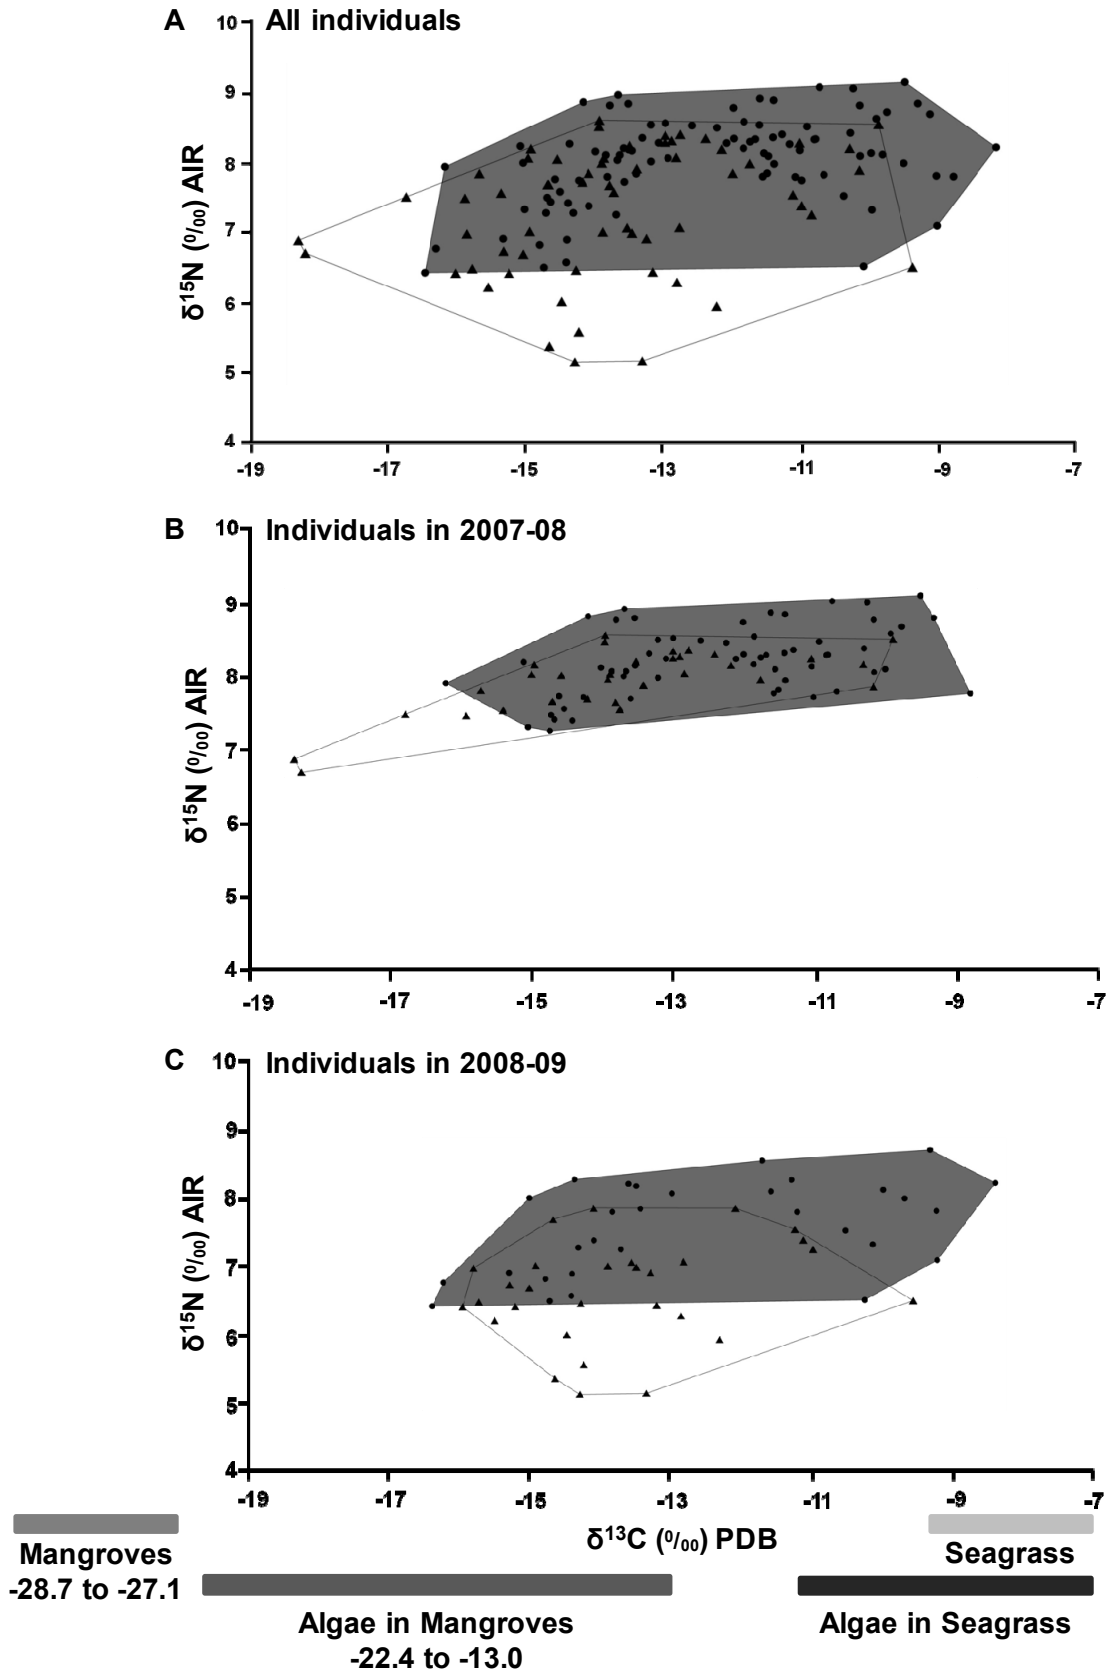 A All individuals
10
9
8
7
6
5
4
δ¹⁵N (⁰/₀₀) AIR
-19 -17 -15 -13 -11 -9 -7
B Individuals in 2007-08
10
9
8
7
6
5
4
δ¹⁵N (⁰/₀₀) AIR
-19 -17 -15 -13 -11 -9 -7
C Individuals in 2008-09
10
9
8
7
6
5
4
δ¹⁵N (⁰/₀₀) AIR
-19 -17 -15 -13 -11 -9 -7
δ¹³C (⁰/₀₀) PDB
Mangroves
-28.7 to -27.1
Seagrass
Algae in Mangroves
-22.4 to -13.0
Algae in Seagrass